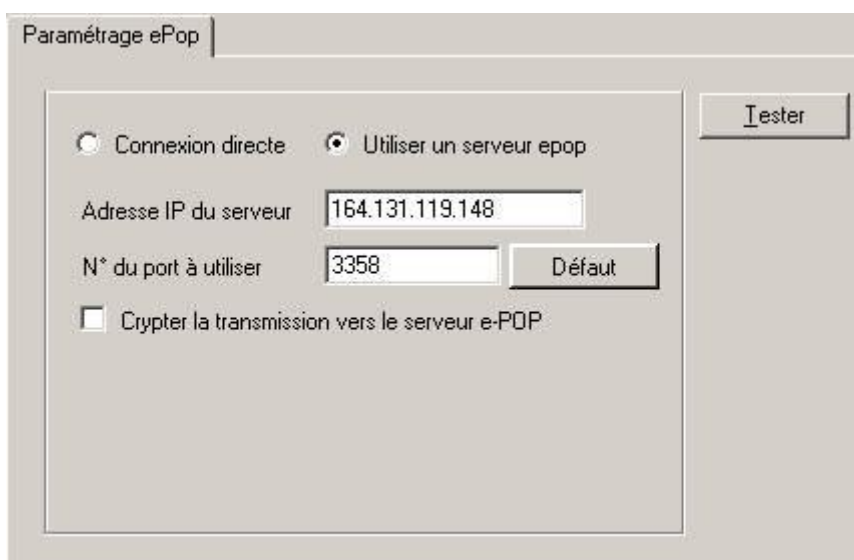 Paramétrage ePop
Tester
Connexion directe
Utiliser un serveur epop
Adresse IP du serveur 164.131.119.148
N° du port à utiliser 3358 Défaut
Crypter la transmission vers le serveur e-POP